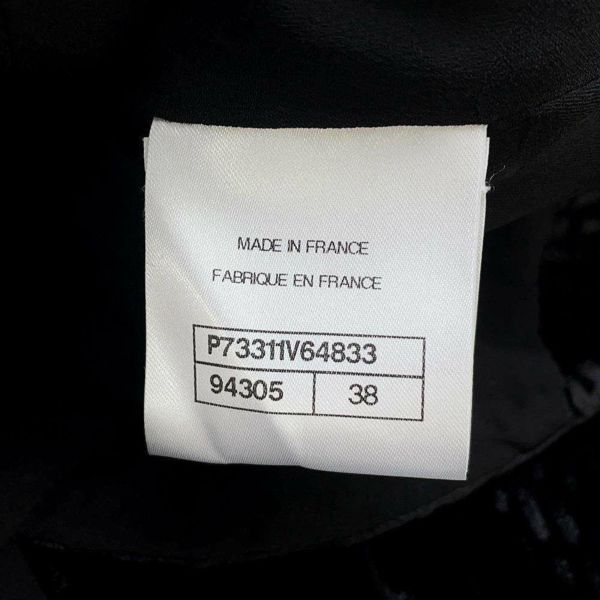 MADE IN FRANCE
FABRIQUE EN FRANCE
P73311V64833
94305 38